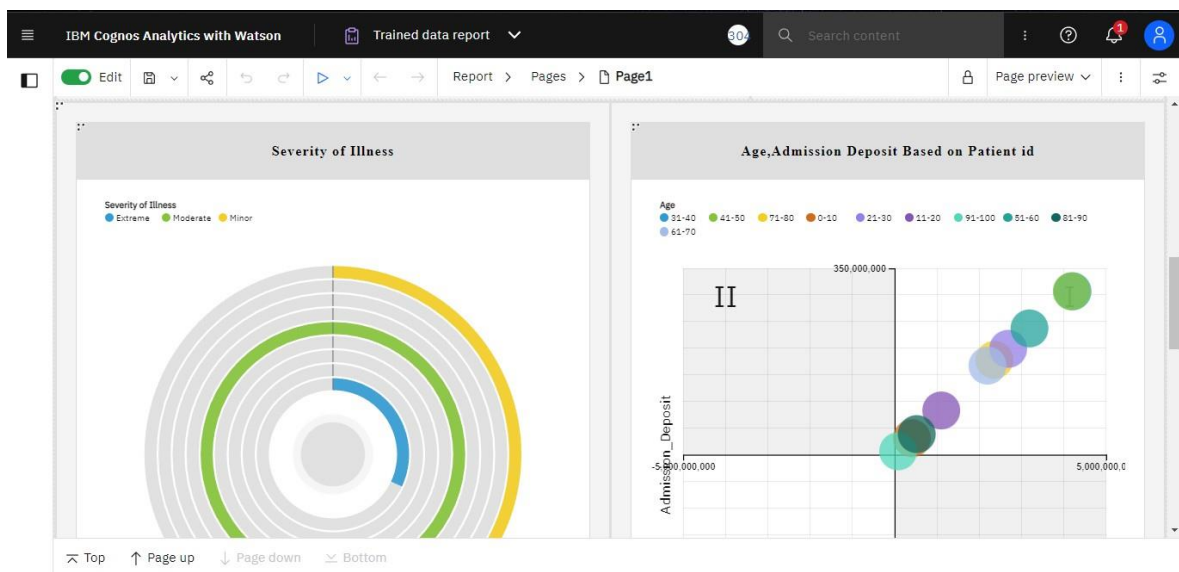 IBM Cognos Analytics with Watson Trained data report 304 Search content 1
Edit Report > Pages > Page1 Page preview
Severity of Illness
Severity of Illness
Extreme Moderate Minor
Age,Admission Deposit Based on Patient id
Age
31-40 41-50 71-80 0-10 21-30 11-20 91-100 51-60 81-90
61-70
350,000,000
II I
Admission_Deposit
-5,000,000,000 5,000,000,0
Top Page up Page down Bottom